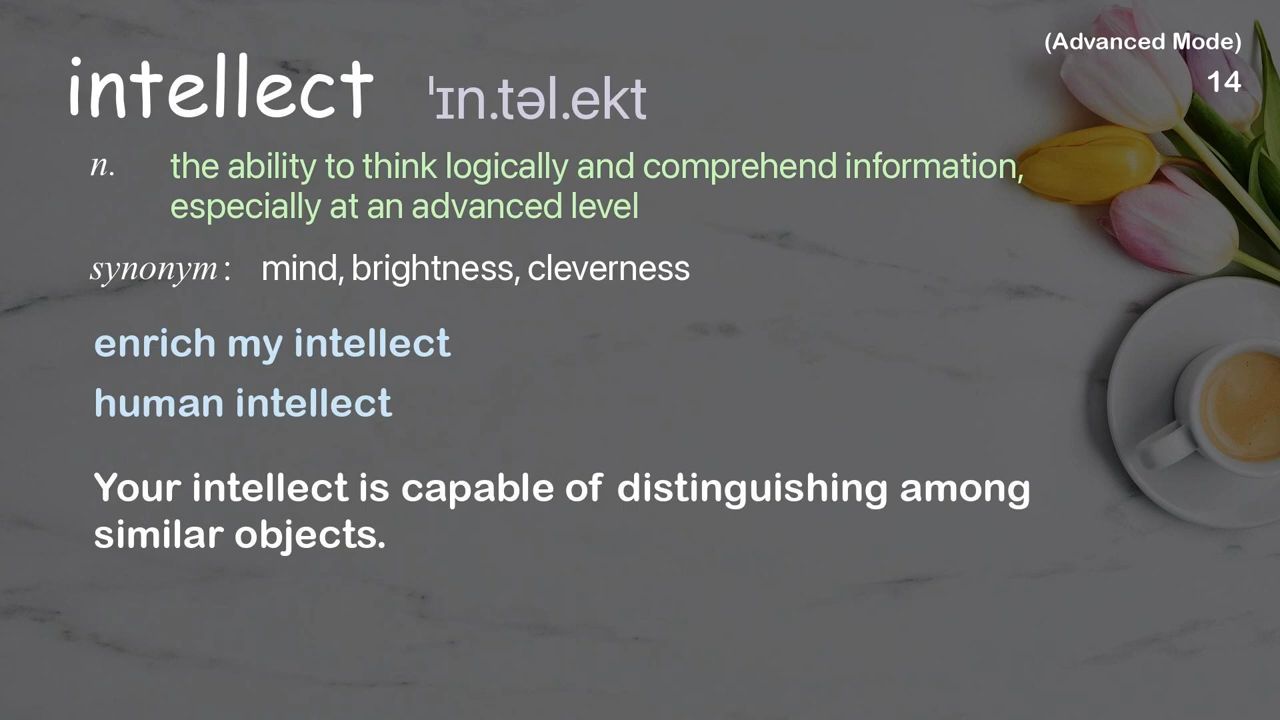 (Advanced Mode)
14
intellect ˈɪn.təl.ekt
n. the ability to think logically and comprehend information,
especially at an advanced level
synonym: mind, brightness, cleverness
enrich my intellect
human intellect
Your intellect is capable of distinguishing among
similar objects.